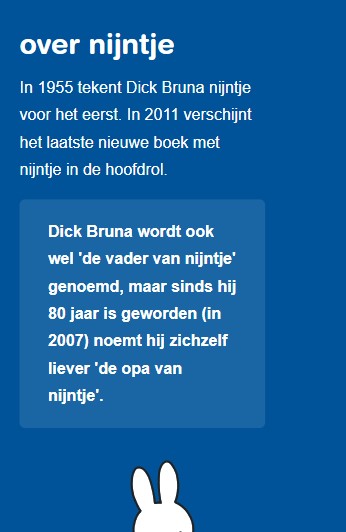 over nijntje
In 1955 tekent Dick Bruna nijntje
voor het eerst. In 2011 verschijnt
het laatste nieuwe boek met
nijntje in de hoofdrol.
Dick Bruna wordt ook
wel 'de vader van nijntje'
genoemd, maar sinds hij
80 jaar is geworden (in
2007) noemt hij zichzelf
liever 'de opa van
nijntje'.